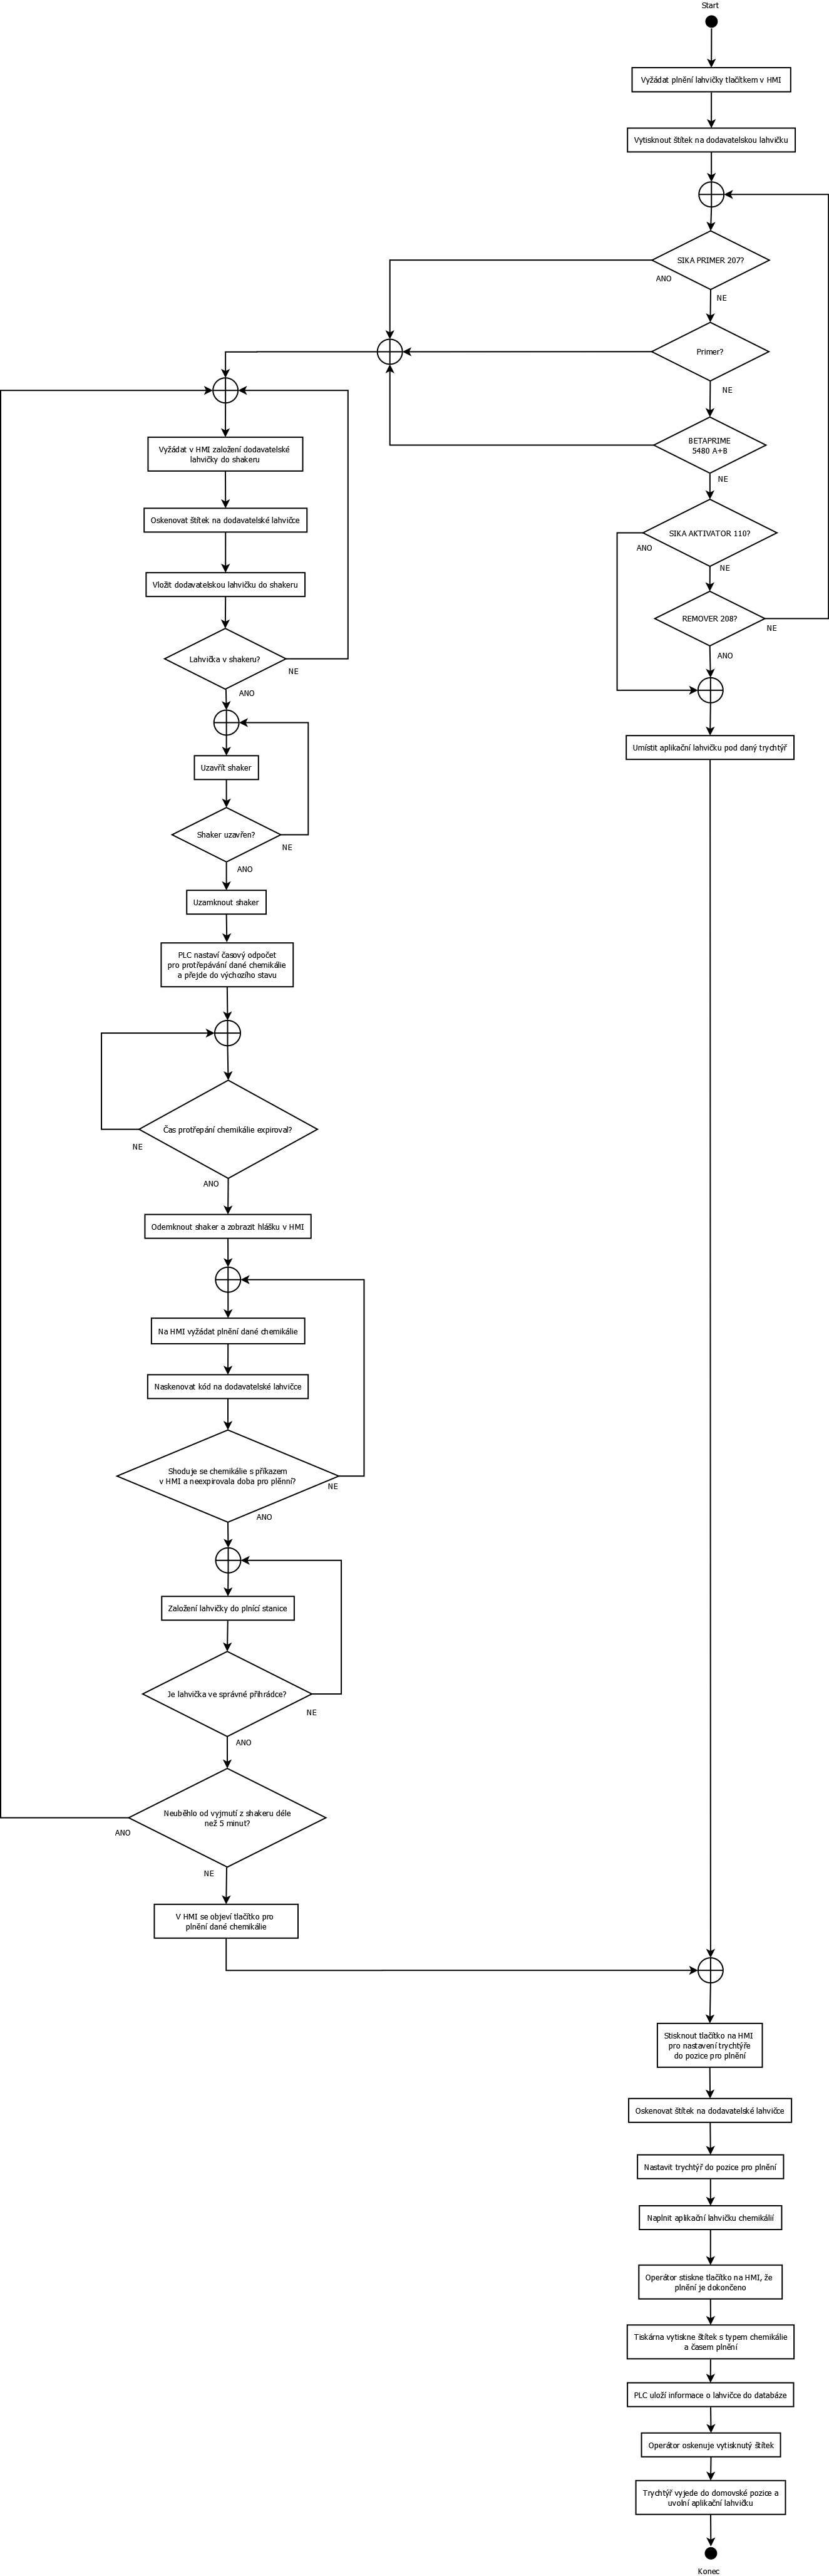 Start
Vyžádat plnění lahvičky tlačítkem v HMI
Vytisknout štítek na dodavatelskou lahvičku
SIKA PRIMER 207?
ANO
NE
Primer?
NE
BETAPRIME
5480 A+B
NE
SIKA AKTIVATOR 110?
ANO
NE
REMOVER 208?
NE
ANO
Umístit aplikační lahvičku pod daný trychtýř
Vyžádat v HMI založení dodavatelské
lahvičky do shakeru
Oskenovat štítek na dodavatelské lahvičce
Vložit dodavatelskou lahvičku do shakeru
Lahvička v shakeru?
NE
ANO
Uzavřít shaker
Shaker uzavřen?
NE
ANO
Uzamknout shaker
PLC nastaví časový odpočet
pro protřepávání dané chemikálie
a přejde do výchozího stavu
Čas protřepání chemikálie expiroval?
NE
ANO
Odemknout shaker a zobrazit hlášku v HMI
Na HMI vyžádat plnění dané chemikálie
Naskenovat kód na dodavatelské lahvičce
Shoduje se chemikálie s příkazem
v HMI a neexpirovala doba pro plěnní?
NE
ANO
Založení lahvičky do plnící stanice
Je lahvička ve správné přihrádce?
NE
ANO
Neuběhlo od vyjmutí z shakeru déle
než 5 minut?
ANO
NE
V HMI se objeví tlačítko pro
plnění dané chemikálie
Stisknout tlačítko na HMI
pro nastavení trychtýře
do pozice pro plnění
Oskenovat štítek na dodavatelské lahvičce
Nastavit trychtýř do pozice pro plnění
Naplnit aplikační lahvičku chemikálií
Operátor stiskne tlačítko na HMI, že
plnění je dokončeno
Tiskárna vytiskne štítek s typem chemikálie
a časem plnění
PLC uloží informace o lahvičce do databáze
Operátor oskenuje vytisknutý štítek
Trychtýř vyjede do domovské pozice a
uvolní aplikační lahvičku
Konec